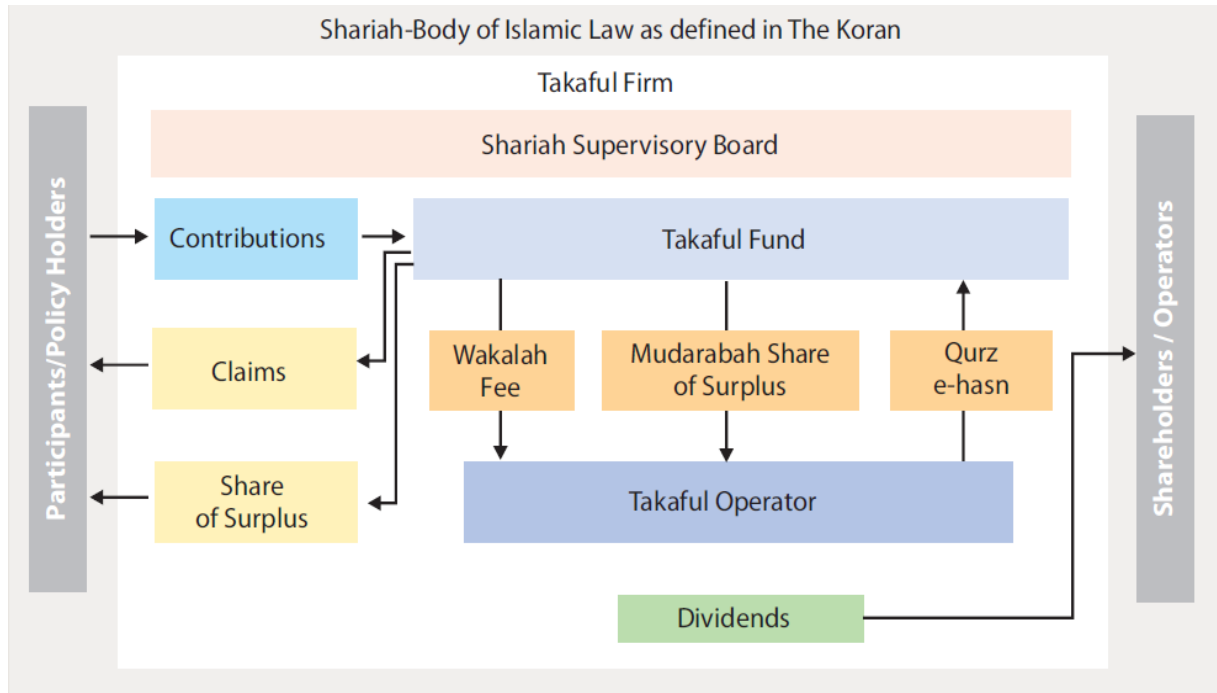 Shariah-Body of Islamic Law as defined in The Koran
Takaful Firm
Shariah Supervisory Board
Participants/Policy Holders
Contributions
Takaful Fund
Shareholders / Operators
Claims
Wakalah
Fee
Mudarabah Share
of Surplus
Qurz
e-hasn
Share
of Surplus
Takaful Operator
Dividends